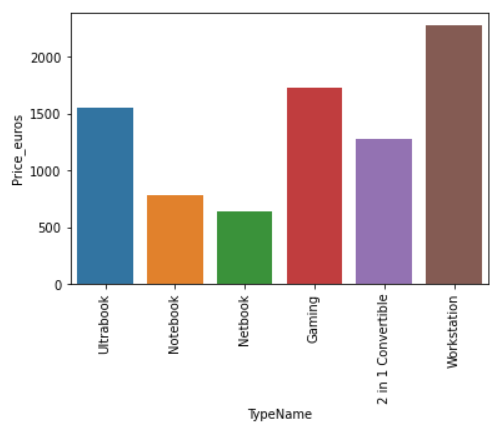 2000
1500
1000
500
0
Price_euros
Ultrabook
Notebook
Netbook
Gaming
2 in 1 Convertible
Workstation
TypeName